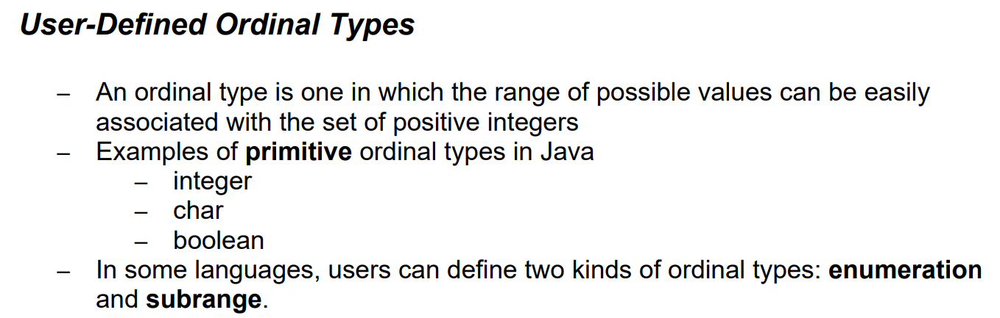 User-Defined Ordinal Types
– An ordinal type is one in which the range of possible values can be easily
associated with the set of positive integers
– Examples of primitive ordinal types in Java
– integer
– char
– boolean
– In some languages, users can define two kinds of ordinal types: enumeration
and subrange.